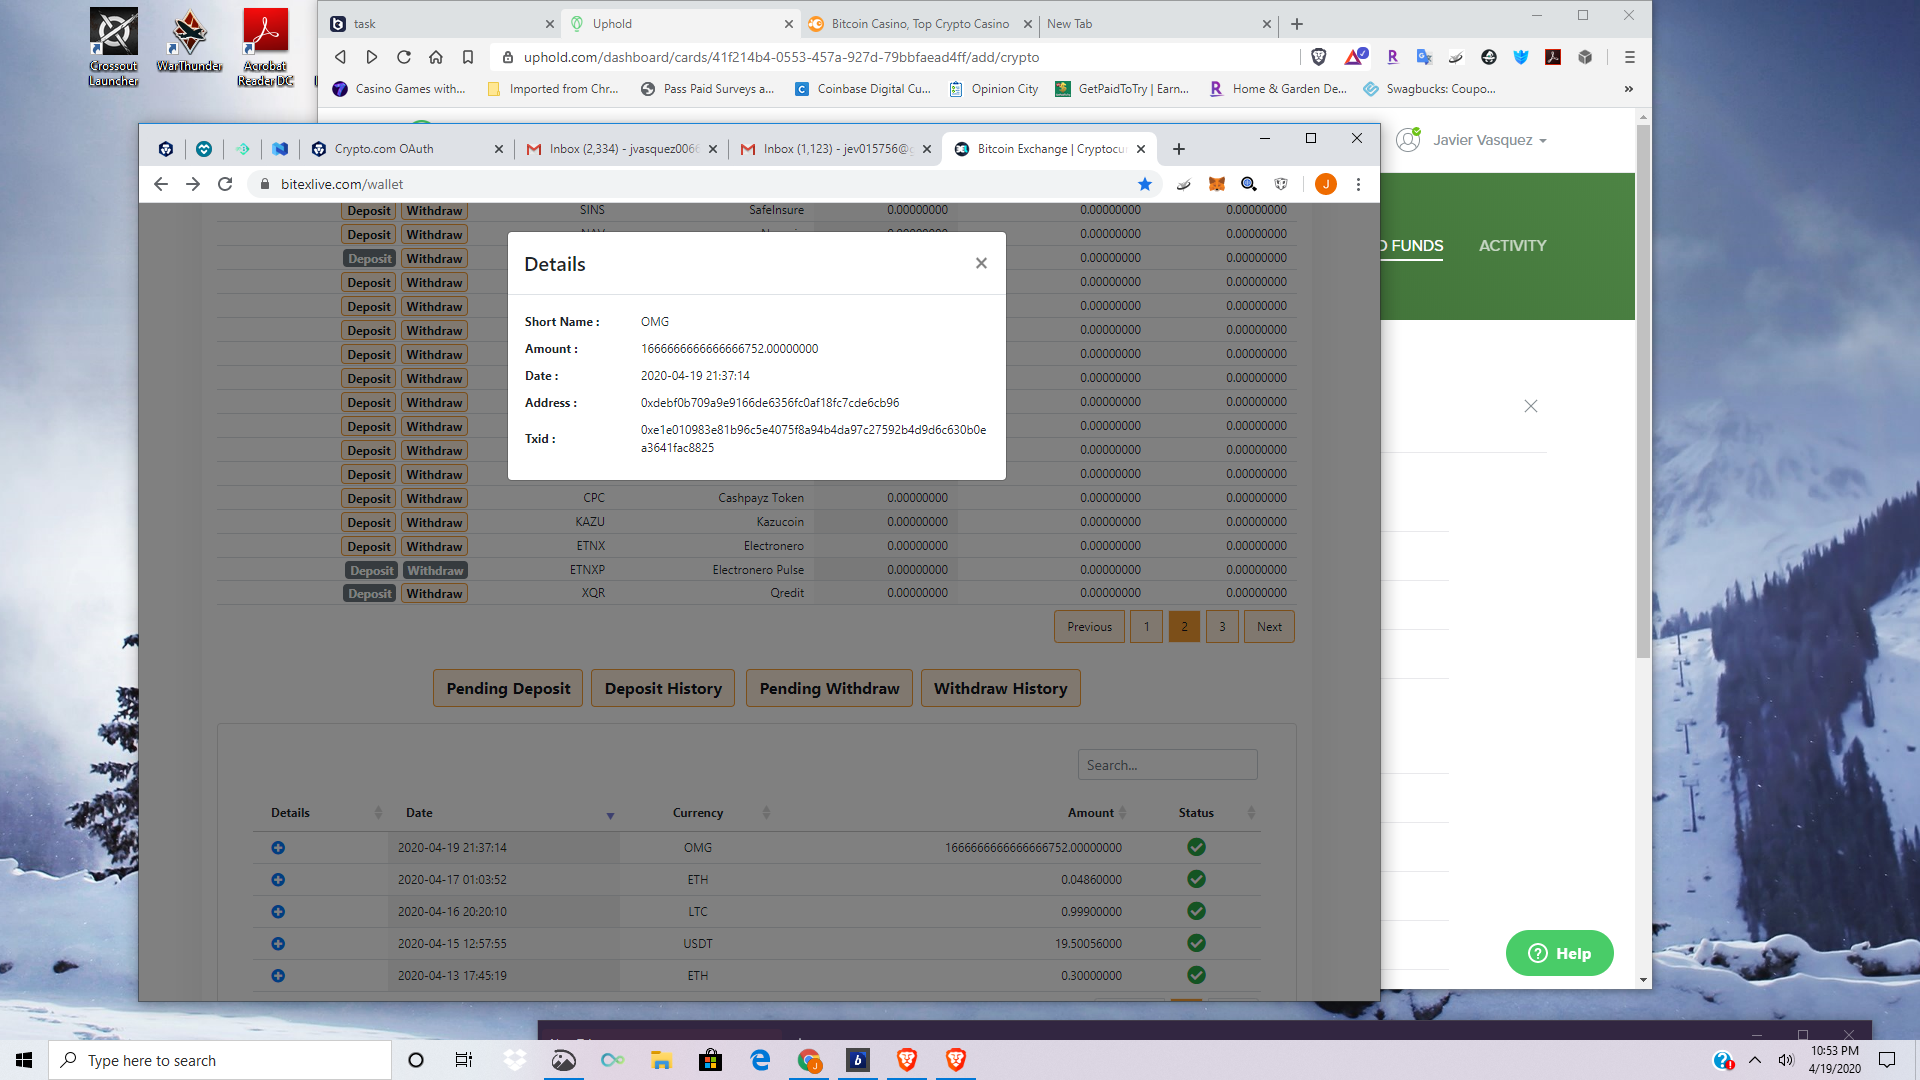 Crossout Launcher
WarThunder
Acrobat Reader DC
task
Uphold
Bitcoin Casino, Top Crypto Casino
New Tab
uphold.com/dashboard/cards/41f214b4-0553-457a-927d-79bbfaead4ff/add/crypto
Casino Games with...
Imported from Chr...
Pass Paid Surveys a...
Coinbase Digital Cu...
Opinion City
GetPaidToTry | Earn...
Home & Garden De...
Swagbucks: Coupo...
»
Javier Vasquez
FUNDS
ACTIVITY
Help
Crypto.com OAuth
Inbox (2,334) - jvasquez0066
Inbox (1,123) - jev015756@g
Bitcoin Exchange | Cryptocu
bitexlive.com/wallet
J
Deposit Withdraw SINS SafeInsure 0.00000000 0.00000000 0.00000000
Deposit Withdraw 0.00000000 0.00000000
Deposit Withdraw 0.00000000 0.00000000
Deposit Withdraw 0.00000000 0.00000000
Deposit Withdraw 0.00000000 0.00000000
Deposit Withdraw 0.00000000 0.00000000
Deposit Withdraw 0.00000000 0.00000000
Deposit Withdraw 0.00000000 0.00000000
Deposit Withdraw 0.00000000 0.00000000
Deposit Withdraw 0.00000000 0.00000000
Deposit Withdraw 0.00000000 0.00000000
Deposit Withdraw 0.00000000 0.00000000
Deposit Withdraw CPC Cashpayz Token 0.00000000 0.00000000 0.00000000
Deposit Withdraw KAZU Kazucoin 0.00000000 0.00000000 0.00000000
Deposit Withdraw ETNX Electronero 0.00000000 0.00000000 0.00000000
Deposit Withdraw ETNXP Electronero Pulse 0.00000000 0.00000000 0.00000000
Deposit Withdraw XQR Qredit 0.00000000 0.00000000 0.00000000
Details
Short Name : OMG
Amount : 1666666666666666752.00000000
Date : 2020-04-19 21:37:14
Address : 0xdebf0b709a9e9166de6356fc0af18fc7cde6cb96
Txid : 0xe1e010983e81b96c5e4075f8a94b4da97c27592b4d9d6c630b0e
a3641fac8825
Previous 1 2 3 Next
Pending Deposit Deposit History Pending Withdraw Withdraw History
Search...
Details Date Currency Amount Status
2020-04-19 21:37:14 OMG 1666666666666666752.00000000
2020-04-17 01:03:52 ETH 0.04860000
2020-04-16 20:20:10 LTC 0.99900000
2020-04-15 12:57:55 USDT 19.50056000
2020-04-13 17:45:19 ETH 0.30000000
Type here to search
10:53 PM
4/19/2020